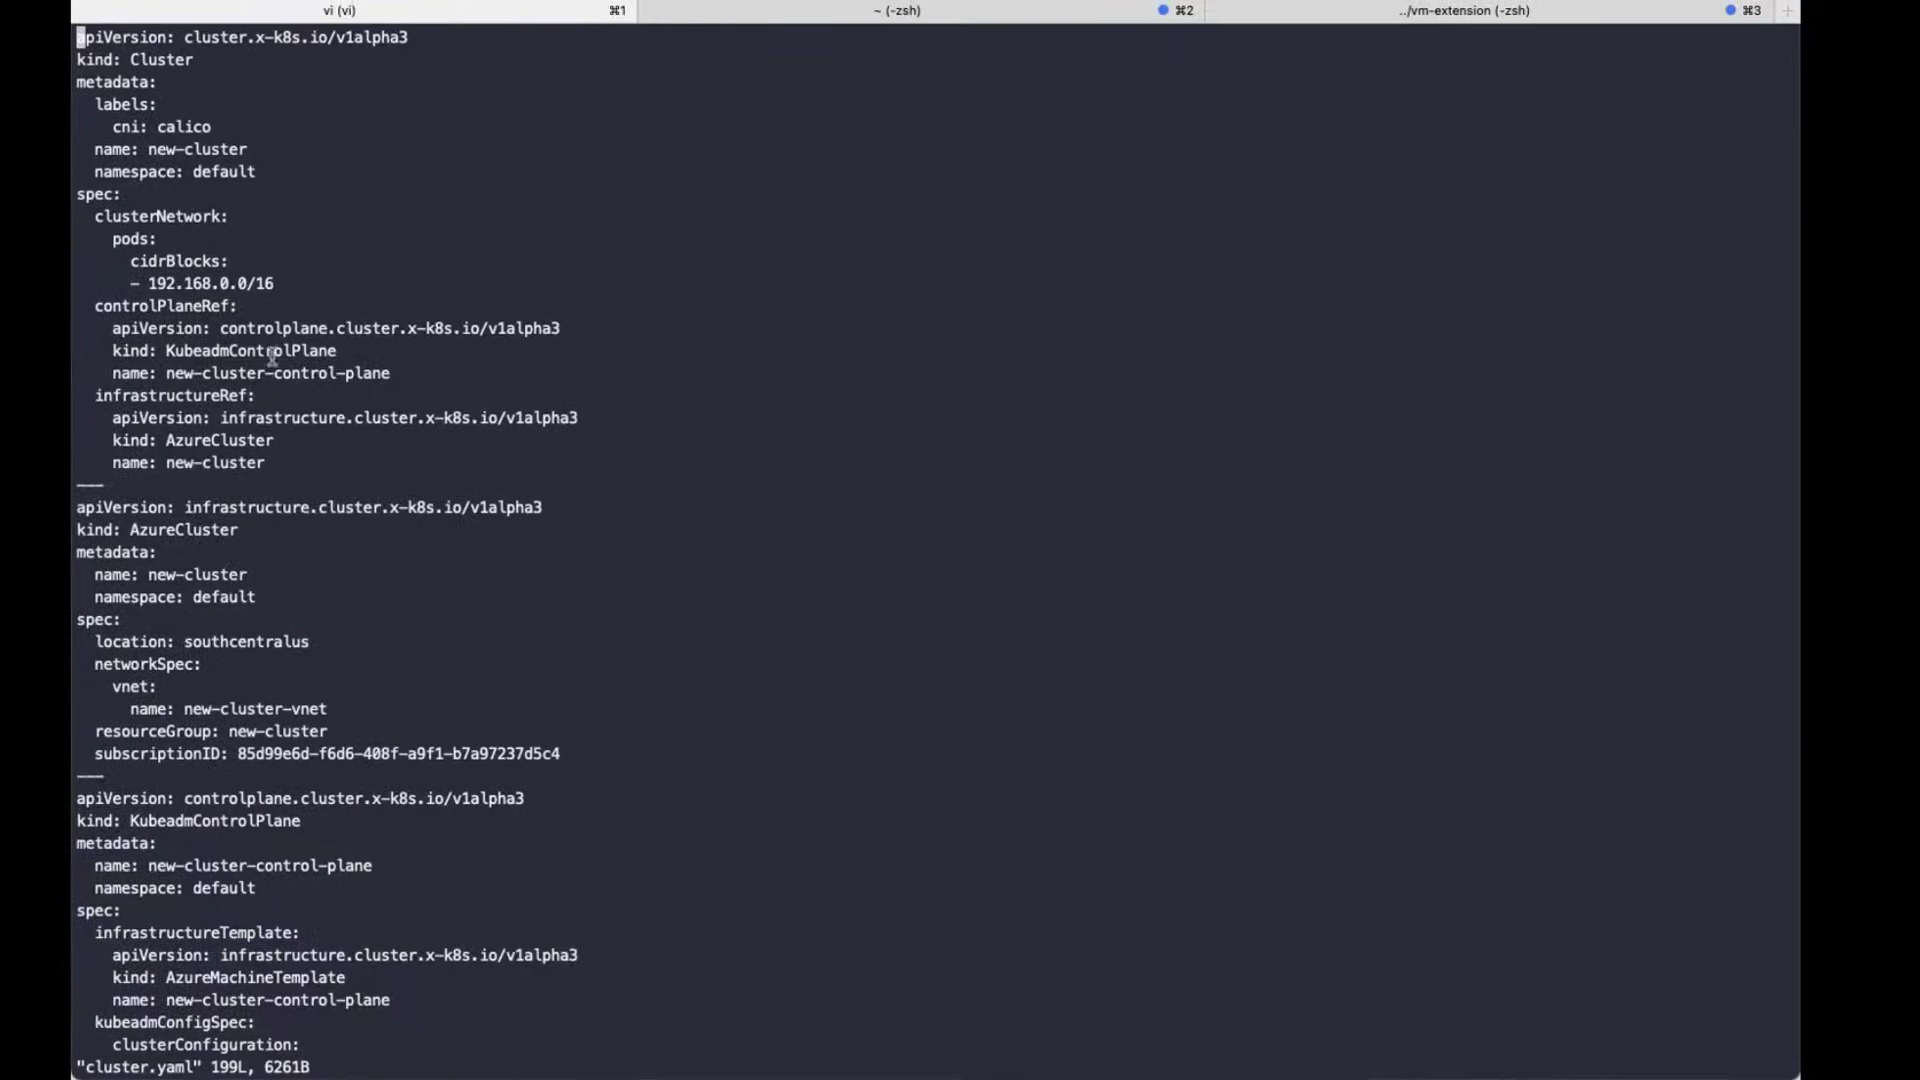 vi (vi) ⌘1 ~ (-zsh) ⌘2 ../vm-extension (-zsh) ⌘3 +
apiVersion: cluster.x-k8s.io/v1alpha3
kind: Cluster
metadata:
  labels:
    cni: calico
  name: new-cluster
  namespace: default
spec:
  clusterNetwork:
    pods:
      cidrBlocks:
      - 192.168.0.0/16
  controlPlaneRef:
    apiVersion: controlplane.cluster.x-k8s.io/v1alpha3
    kind: KubeadmControlPlane
    name: new-cluster-control-plane
  infrastructureRef:
    apiVersion: infrastructure.cluster.x-k8s.io/v1alpha3
    kind: AzureCluster
    name: new-cluster
---
apiVersion: infrastructure.cluster.x-k8s.io/v1alpha3
kind: AzureCluster
metadata:
  name: new-cluster
  namespace: default
spec:
  location: southcentralus
  networkSpec:
    vnet:
      name: new-cluster-vnet
  resourceGroup: new-cluster
  subscriptionID: 85d99e6d-f6d6-408f-a9f1-b7a97237d5c4
---
apiVersion: controlplane.cluster.x-k8s.io/v1alpha3
kind: KubeadmControlPlane
metadata:
  name: new-cluster-control-plane
  namespace: default
spec:
  infrastructureTemplate:
    apiVersion: infrastructure.cluster.x-k8s.io/v1alpha3
    kind: AzureMachineTemplate
    name: new-cluster-control-plane
  kubeadmConfigSpec:
    clusterConfiguration:
"cluster.yaml" 199L, 6261B